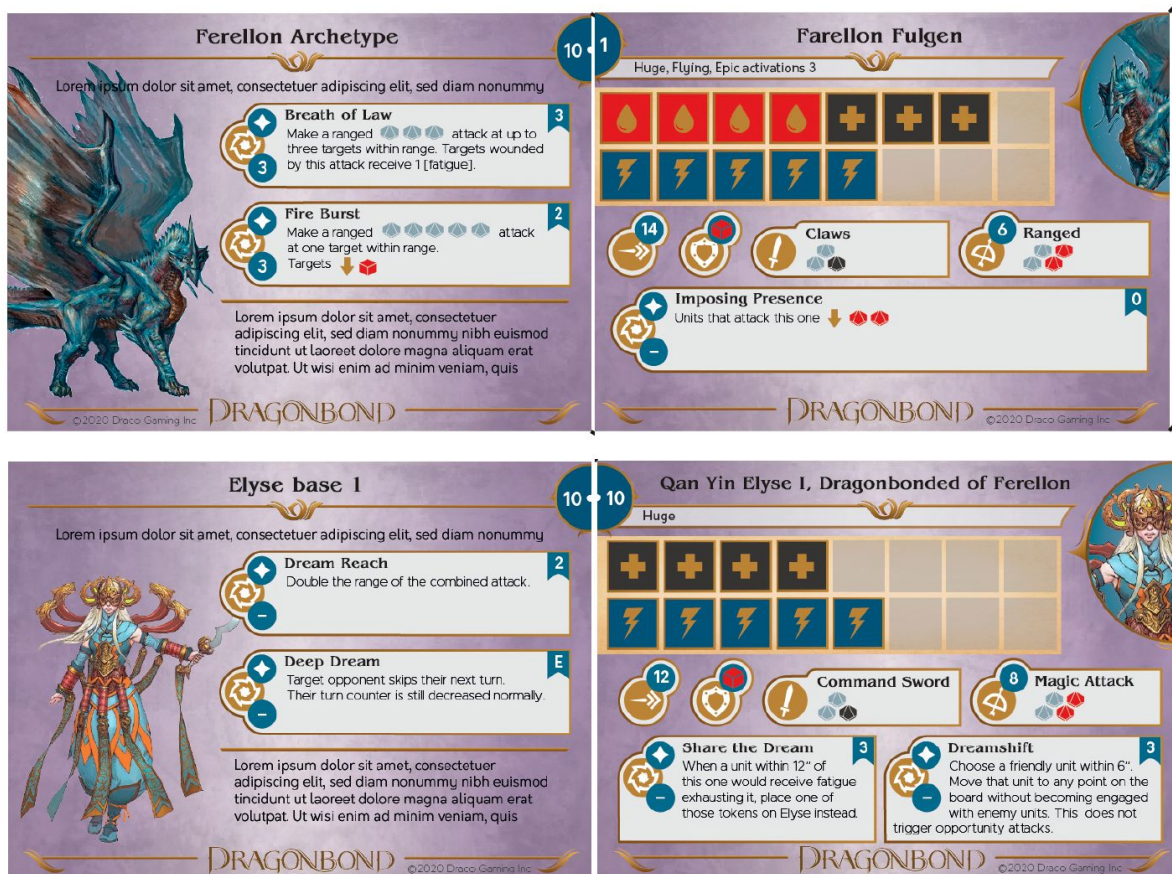 Ferellon Archetype
10
Lorem ipsum dolor sit amet, consectetuer adipiscing elit, sed diam nonummy
Breath of Law
3
Make a ranged attack at up to
three targets within range. Targets wounded
by this attack receive 1 [fatigue].
3
Fire Burst
2
Make a ranged attack
at one target within range.
Targets
3
Lorem ipsum dolor sit amet, consectetuer
adipiscing elit, sed diam nonummy nibh euismod
tincidunt ut laoreet dolore magna aliquam erat
volutpat. Ut wisi enim ad minim veniam, quis
©2020 Draco Gaming Inc
DRAGONBOND
1
Farellon Fulgen
Huge, Flying, Epic activations 3
14
Claws
6
Ranged
Imposing Presence
0
Units that attack this one
–
DRAGONBOND
©2020 Draco Gaming Inc
Elyse base 1
10
Lorem ipsum dolor sit amet, consectetuer adipiscing elit, sed diam nonummy
Dream Reach
2
Double the range of the combined attack.
–
Deep Dream
E
Target opponent skips their next turn.
Their turn counter is still decreased normally.
–
Lorem ipsum dolor sit amet, consectetuer
adipiscing elit, sed diam nonummy nibh euismod
tincidunt ut laoreet dolore magna aliquam erat
volutpat. Ut wisi enim ad minim veniam, quis
DRAGONBOND
©2020 Draco Gaming Inc
10
Qan Yin Elyse I, Dragonbonded of Ferellon
Huge
12
Command Sword
8
Magic Attack
Share the Dream
3
When a unit within 12" of
this one would receive fatigue
exhausting it, place one of
those tokens on Elyse instead.
–
Dreamshift
3
Choose a friendly unit within 6".
Move that unit to any point on the
board without becoming engaged
with enemy units. This does not
trigger opportunity attacks.
–
DRAGONBOND
©2020 Draco Gaming Inc